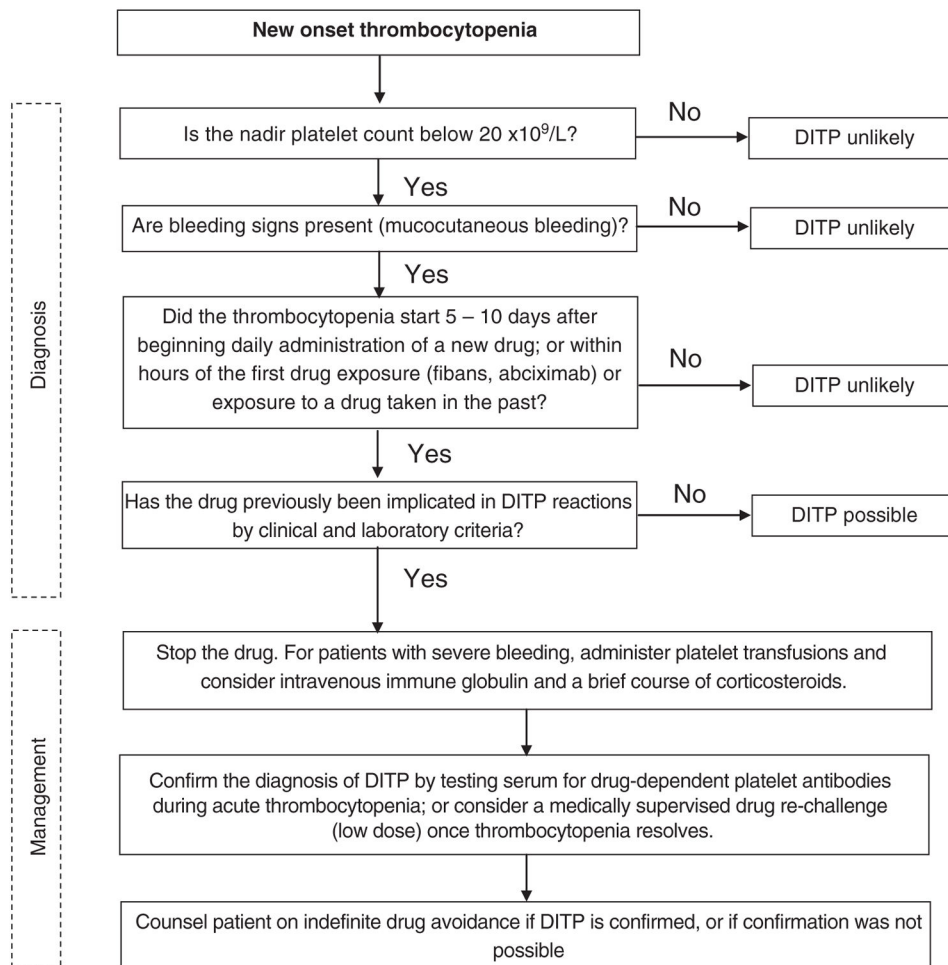 New onset thrombocytopenia
Is the nadir platelet count below 20 x10⁹/L?
No
DITP unlikely
Yes
Are bleeding signs present (mucocutaneous bleeding)?
No
DITP unlikely
Yes
Did the thrombocytopenia start 5 – 10 days after
beginning daily administration of a new drug; or within
hours of the first drug exposure (fibans, abciximab) or
exposure to a drug taken in the past?
No
DITP unlikely
Yes
Has the drug previously been implicated in DITP reactions
by clinical and laboratory criteria?
No
DITP possible
Yes
Diagnosis
Stop the drug. For patients with severe bleeding, administer platelet transfusions and
consider intravenous immune globulin and a brief course of corticosteroids.
Confirm the diagnosis of DITP by testing serum for drug-dependent platelet antibodies
during acute thrombocytopenia; or consider a medically supervised drug re-challenge
(low dose) once thrombocytopenia resolves.
Counsel patient on indefinite drug avoidance if DITP is confirmed, or if confirmation was not
possible
Management